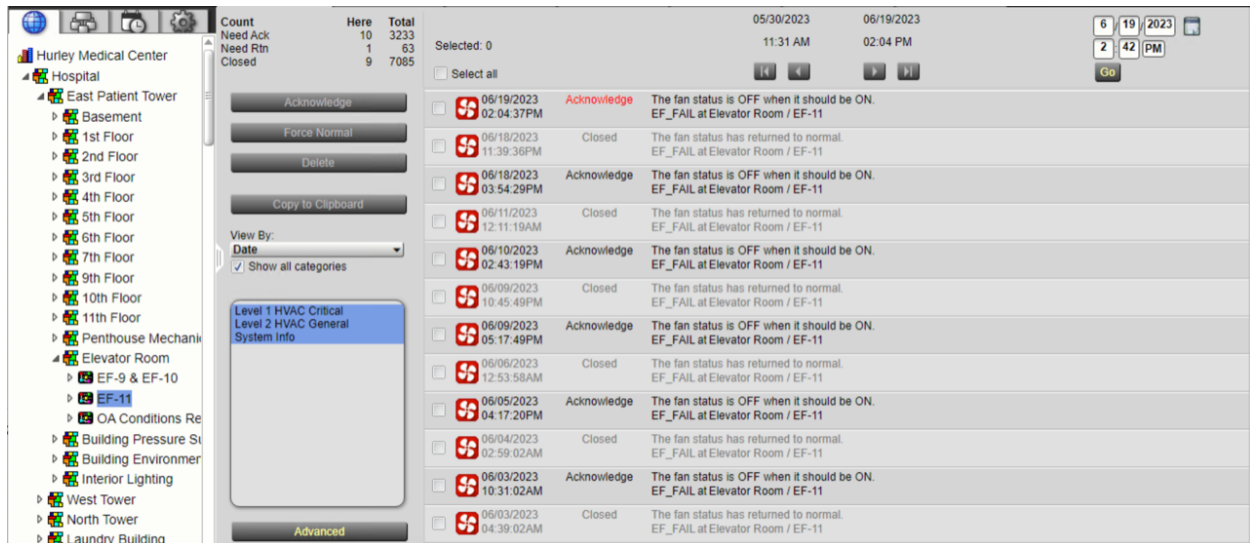 Hurley Medical Center
Hospital
East Patient Tower
Basement
1st Floor
2nd Floor
3rd Floor
4th Floor
5th Floor
6th Floor
7th Floor
9th Floor
10th Floor
11th Floor
Penthouse Mechani
Elevator Room
EF-9 & EF-10
EF-11
OA Conditions Re
Building Pressure Su
Building Environmer
Interior Lighting
West Tower
North Tower
Laundry Building
Count Here Total
Need Ack 10 3233
Need Rtn 1 63
Closed 9 7085
Acknowledge
Force Normal
Delete
Copy to Clipboard
View By:
Date
Show all categories
Level 1 HVAC Critical
Level 2 HVAC General
System Info
Advanced
Selected: 0
Select all
05/30/2023 06/19/2023
11:31 AM 02:04 PM
6 / 19 / 2023
2 : 42 PM
Go
06/19/2023 Acknowledge The fan status is OFF when it should be ON.
02:04:37PM EF_FAIL at Elevator Room / EF-11
06/18/2023 Closed The fan status has returned to normal.
11:39:36PM EF_FAIL at Elevator Room / EF-11
06/18/2023 Acknowledge The fan status is OFF when it should be ON.
03:54:29PM EF_FAIL at Elevator Room / EF-11
06/11/2023 Closed The fan status has returned to normal.
12:11:19AM EF_FAIL at Elevator Room / EF-11
06/10/2023 Acknowledge The fan status is OFF when it should be ON.
02:43:19PM EF_FAIL at Elevator Room / EF-11
06/09/2023 Closed The fan status has returned to normal.
10:45:49PM EF_FAIL at Elevator Room / EF-11
06/09/2023 Acknowledge The fan status is OFF when it should be ON.
05:17:49PM EF_FAIL at Elevator Room / EF-11
06/06/2023 Closed The fan status has returned to normal.
12:53:58AM EF_FAIL at Elevator Room / EF-11
06/05/2023 Acknowledge The fan status is OFF when it should be ON.
04:17:20PM EF_FAIL at Elevator Room / EF-11
06/04/2023 Closed The fan status has returned to normal.
02:59:02AM EF_FAIL at Elevator Room / EF-11
06/03/2023 Acknowledge The fan status is OFF when it should be ON.
10:31:02AM EF_FAIL at Elevator Room / EF-11
06/03/2023 Closed The fan status has returned to normal.
04:39:02AM EF_FAIL at Elevator Room / EF-11